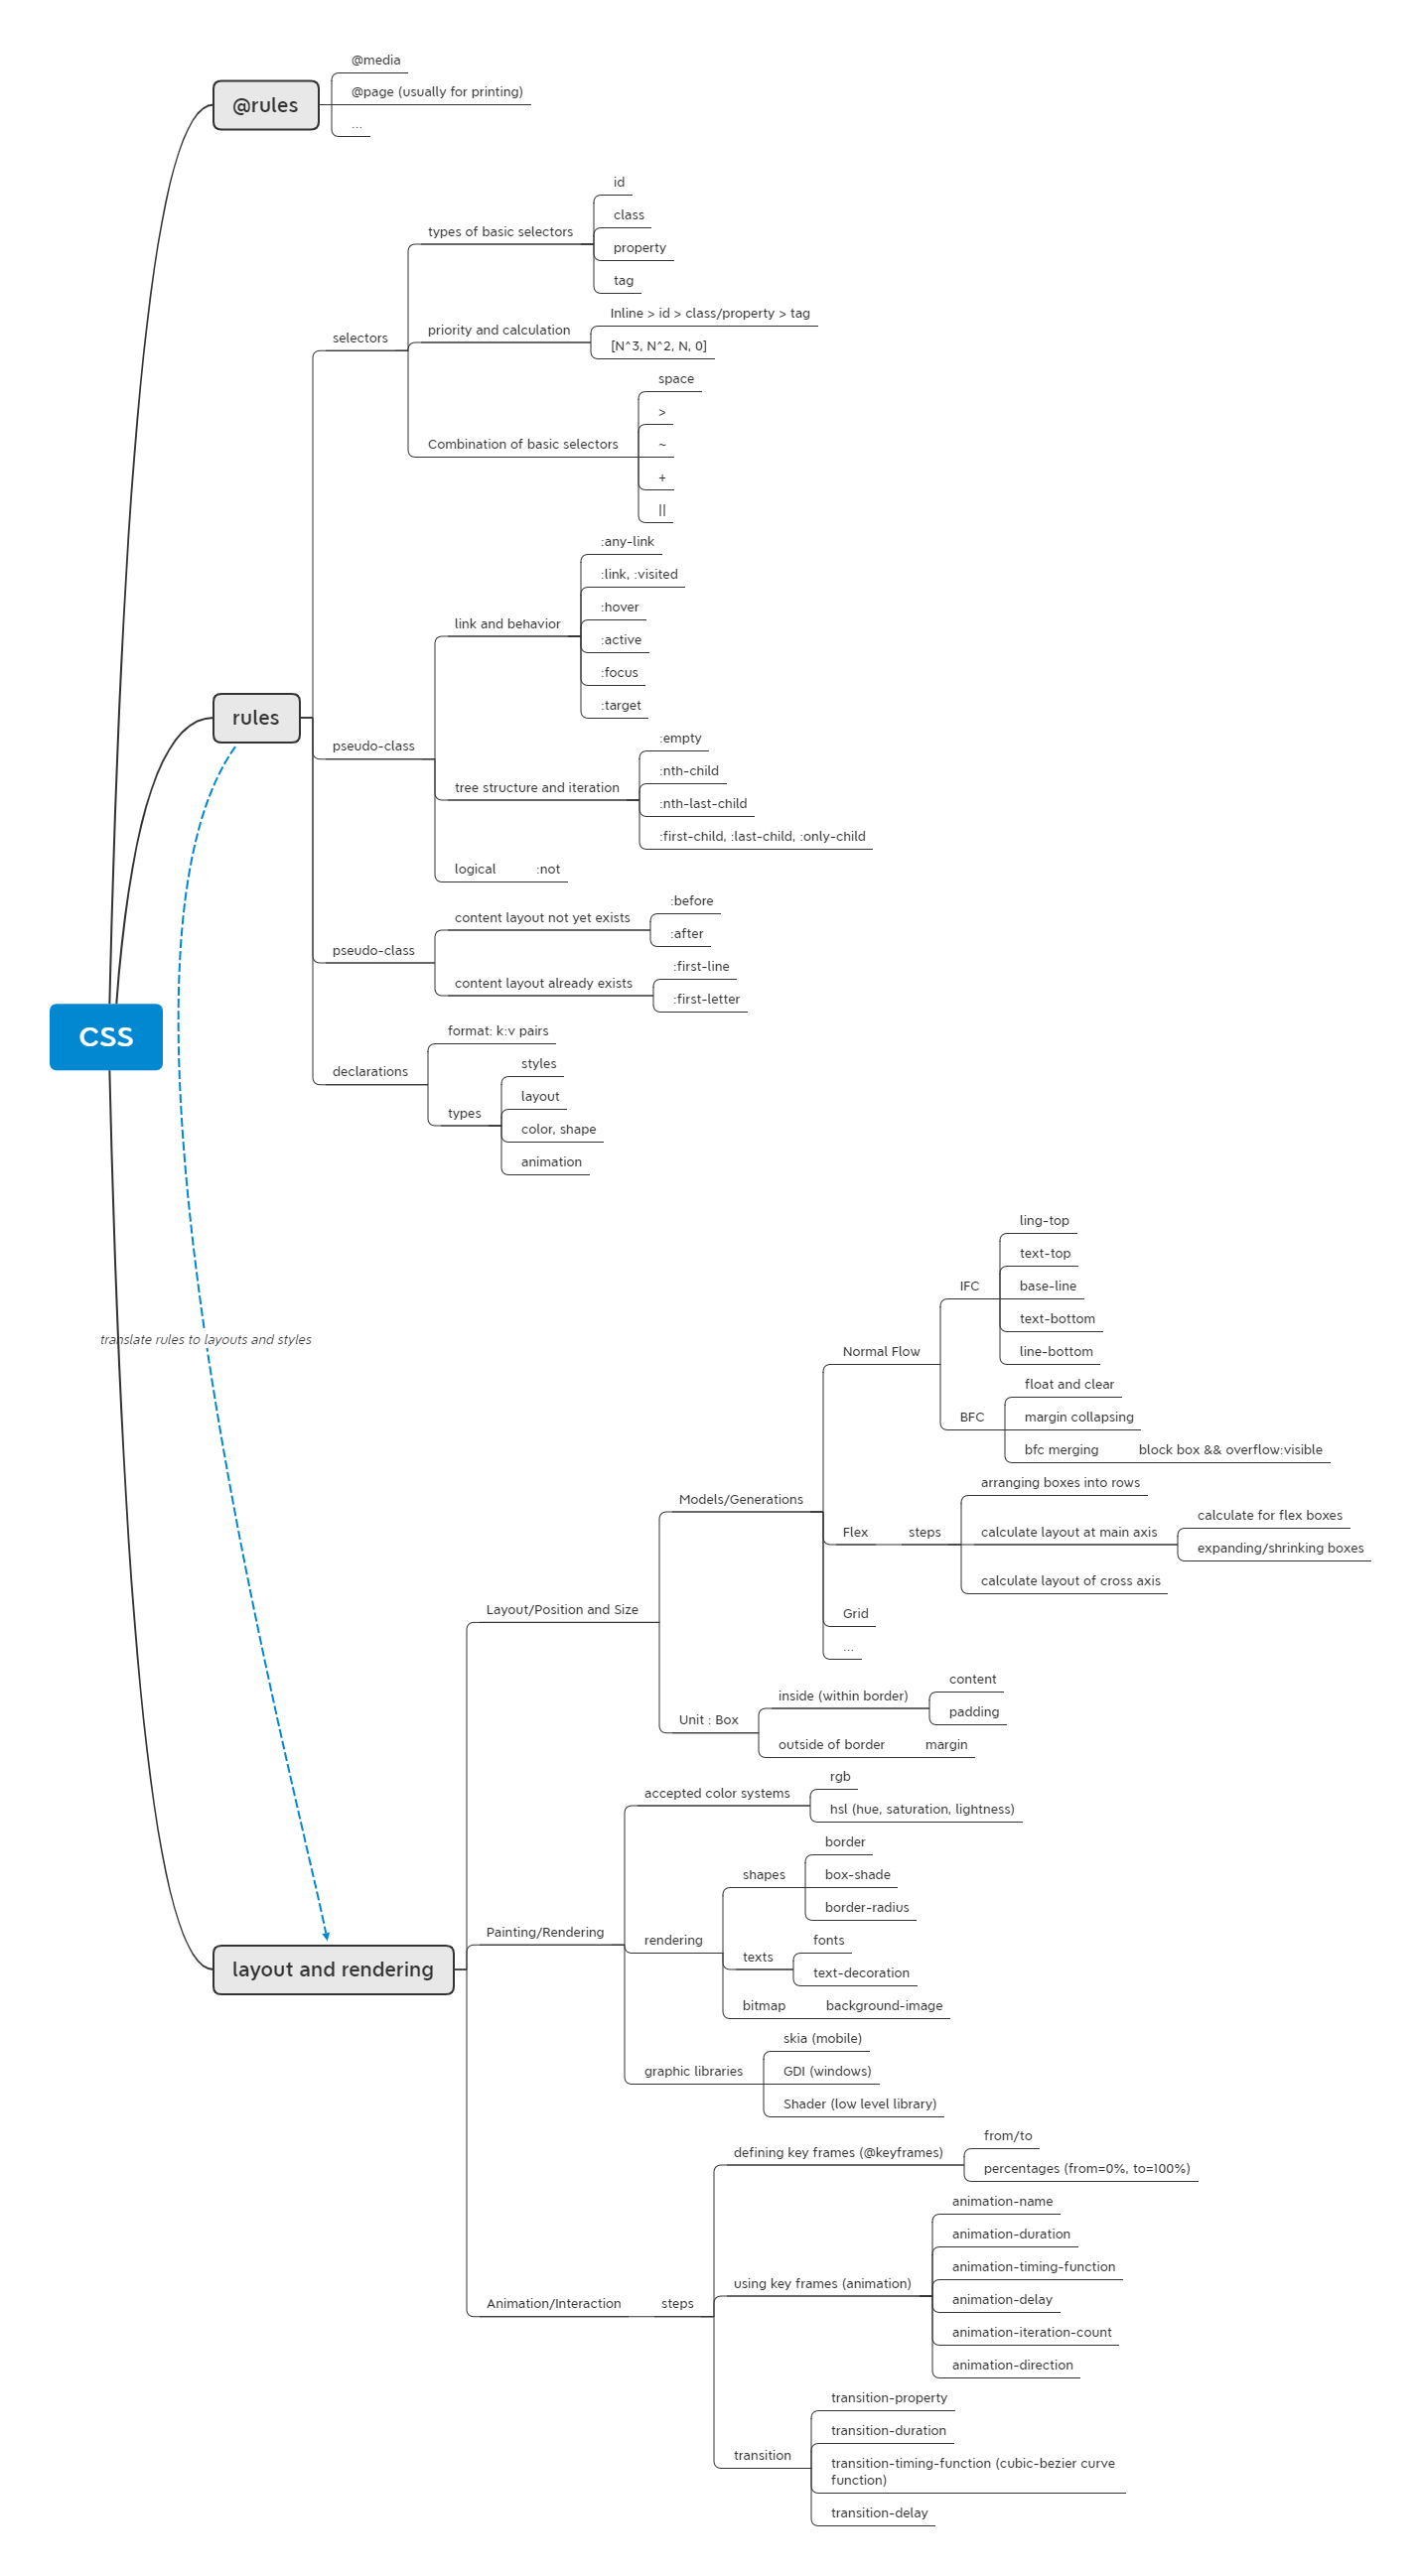 @media
@rules
@page (usually for printing)
...
id
types of basic selectors
class
property
tag
selectors
priority and calculation
Inline > id > class/property > tag
[N^3, N^2, N, 0]
Combination of basic selectors
space
>
~
+
||
rules
pseudo-class
link and behavior
:any-link
:link, :visited
:hover
:active
:focus
:target
tree structure and iteration
:empty
:nth-child
:nth-last-child
:first-child, :last-child, :only-child
logical
:not
pseudo-class
content layout not yet exists
:before
:after
content layout already exists
:first-line
:first-letter
CSS
declarations
format: k:v pairs
types
styles
layout
color, shape
animation
translate rules to layouts and styles
layout and rendering
Layout/Position and Size
Models/Generations
Normal Flow
IFC
ling-top
text-top
base-line
text-bottom
line-bottom
BFC
float and clear
margin collapsing
bfc merging
block box && overflow:visible
Flex
steps
arranging boxes into rows
calculate layout at main axis
calculate for flex boxes
expanding/shrinking boxes
calculate layout of cross axis
Grid
...
Unit : Box
inside (within border)
content
padding
outside of border
margin
Painting/Rendering
accepted color systems
rgb
hsl (hue, saturation, lightness)
rendering
shapes
border
box-shade
border-radius
texts
fonts
text-decoration
bitmap
background-image
graphic libraries
skia (mobile)
GDI (windows)
Shader (low level library)
Animation/Interaction
steps
defining key frames (@keyframes)
from/to
percentages (from=0%, to=100%)
using key frames (animation)
animation-name
animation-duration
animation-timing-function
animation-delay
animation-iteration-count
animation-direction
transition
transition-property
transition-duration
transition-timing-function (cubic-bezier curve
function)
transition-delay